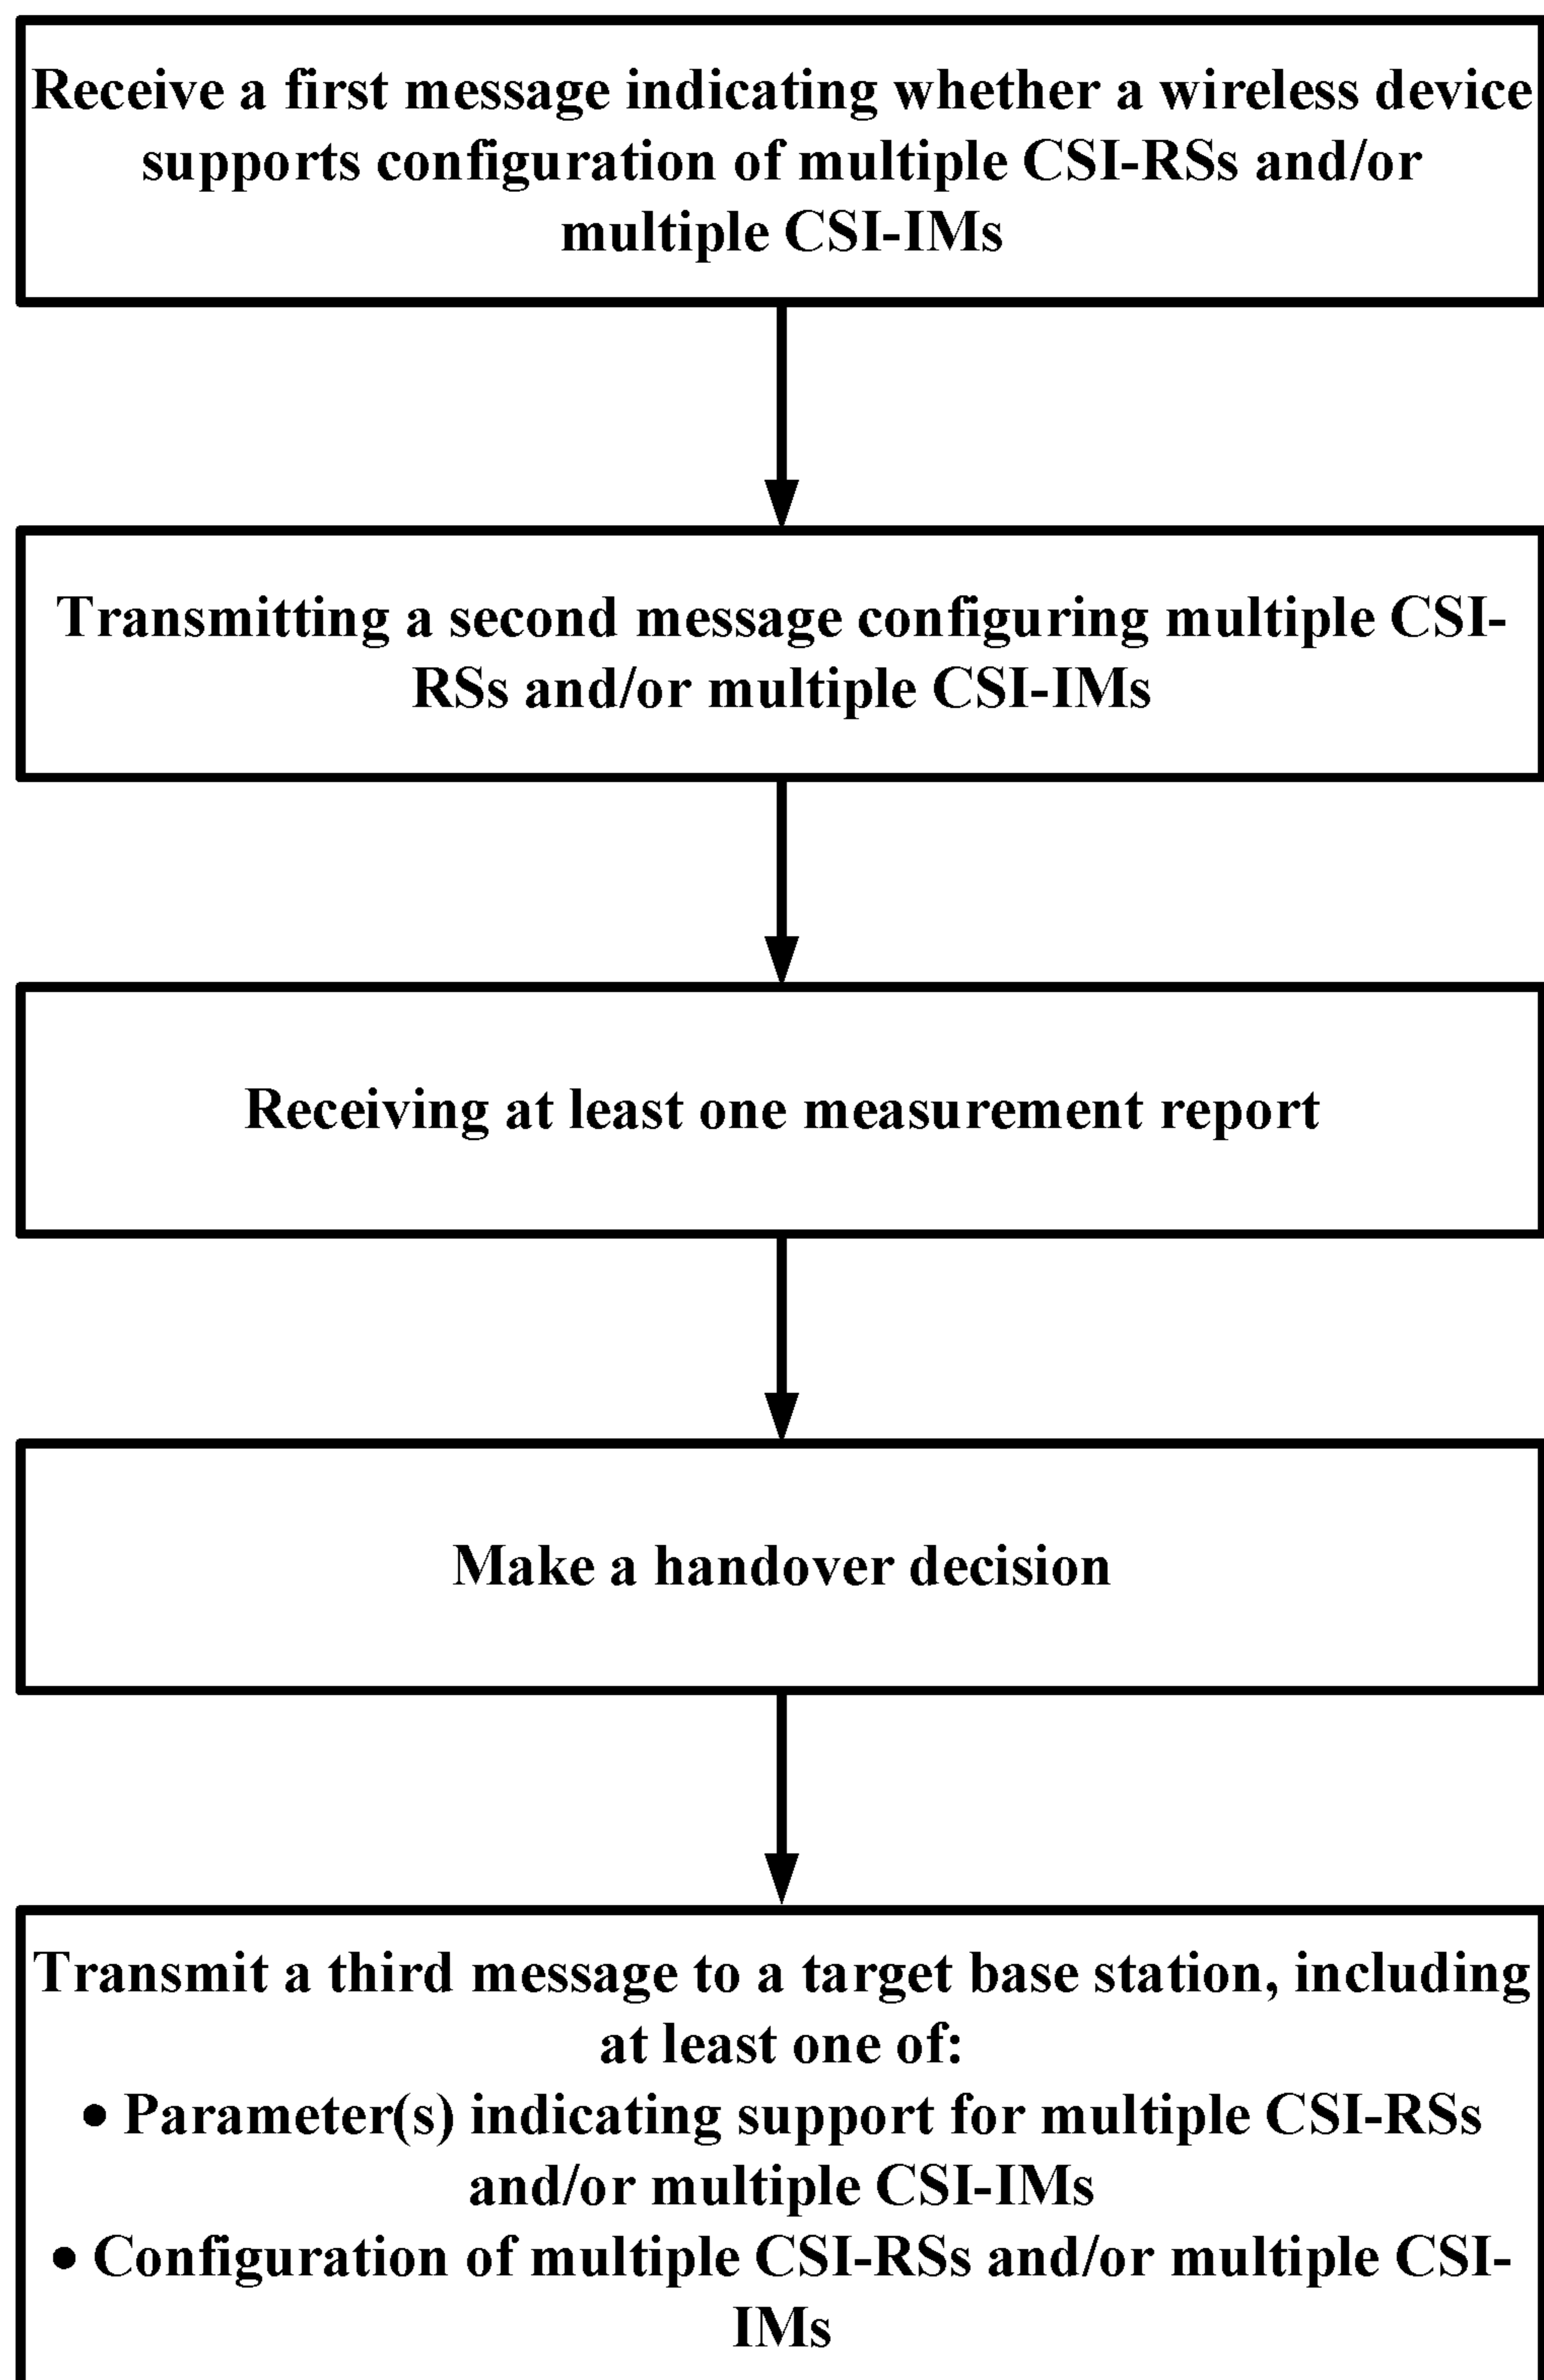 Receive a first message indicating whether a wireless device
supports configuration of multiple CSI-RSs and/or
multiple CSI-IMs
Transmitting a second message configuring multiple CSI-
RSs and/or multiple CSI-IMs
Receiving at least one measurement report
Make a handover decision
Transmit a third message to a target base station, including
at least one of:
• Parameter(s) indicating support for multiple CSI-RSs
and/or multiple CSI-IMs
• Configuration of multiple CSI-RSs and/or multiple CSI-
IMs